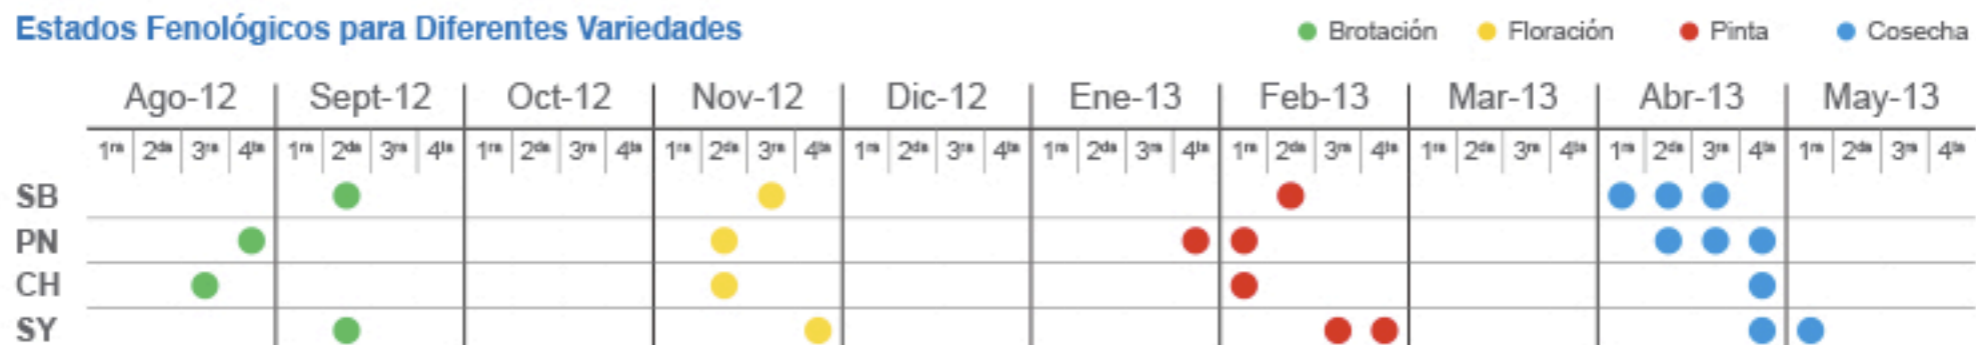 Estados Fenológicos para Diferentes Variedades
Brotación Floración Pinta Cosecha
Ago-12 Sept-12 Oct-12 Nov-12 Dic-12 Ene-13 Feb-13 Mar-13 Abr-13 May-13
1ra 2da 3ra 4ta 1ra 2da 3ra 4ta 1ra 2da 3ra 4ta 1ra 2da 3ra 4ta 1ra 2da 3ra 4ta 1ra 2da 3ra 4ta 1ra 2da 3ra 4ta 1ra 2da 3ra 4ta 1ra 2da 3ra 4ta 1ra 2da 3ra 4ta
SB
PN
CH
SY